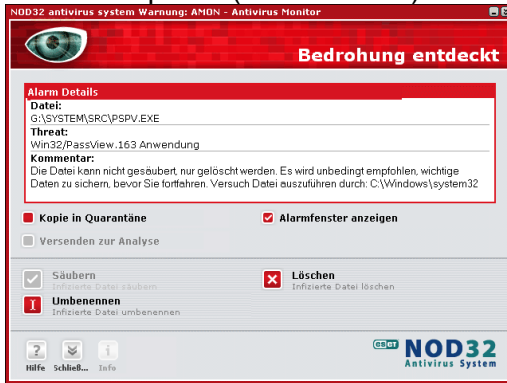 NOD32 antivirus system Warnung: AMON - Antivirus Monitor
Bedrohung entdeckt
Alarm Details
Datei:
G:\SYSTEM\SRC\PSPV.EXE
Threat:
Win32/PassView.163 Anwendung
Kommentar:
Die Datei kann nicht gesäubert, nur gelöscht werden. Es wird unbedingt empfohlen, wichtige
Daten zu sichern, bevor Sie fortfahren. Versuch Datei auszuführen durch: C:\Windows\system32
Kopie in Quarantäne
Alarmfenster anzeigen
Versenden zur Analyse
Säubern
Infizierte Datei säubern
Löschen
Infizierte Datei löschen
Umbenennen
Infizierte Datei umbenennen
Hilfe Schließ... Info
eset NOD32
Antivirus System